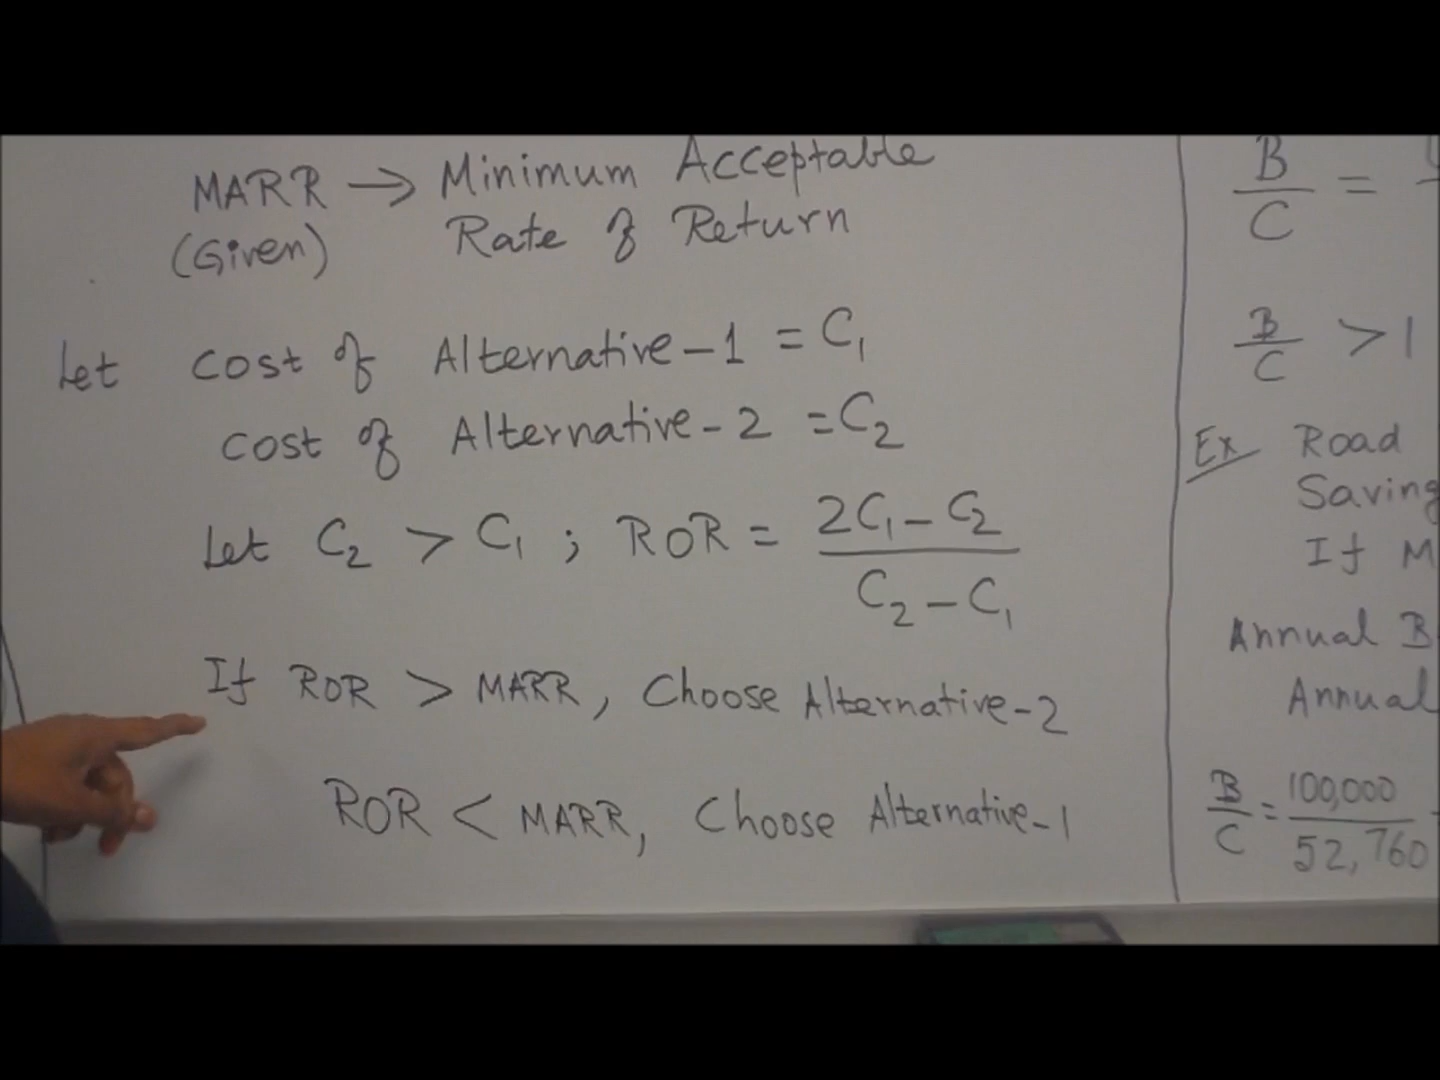 MARR → Minimum Acceptable
(Given) Rate of Return
Let cost of Alternative-1 = C₁
cost of Alternative-2 = C₂
Let C₂ > C₁ ; ROR = (2C₁ - C₂) / (C₂ - C₁)
If ROR > MARR, Choose Alternative-2
ROR < MARR, Choose Alternative-1
B/C =
B/C > 1
Ex Road
Saving
If M
Annual B
Annual
B/C = 100,000 / 52,760